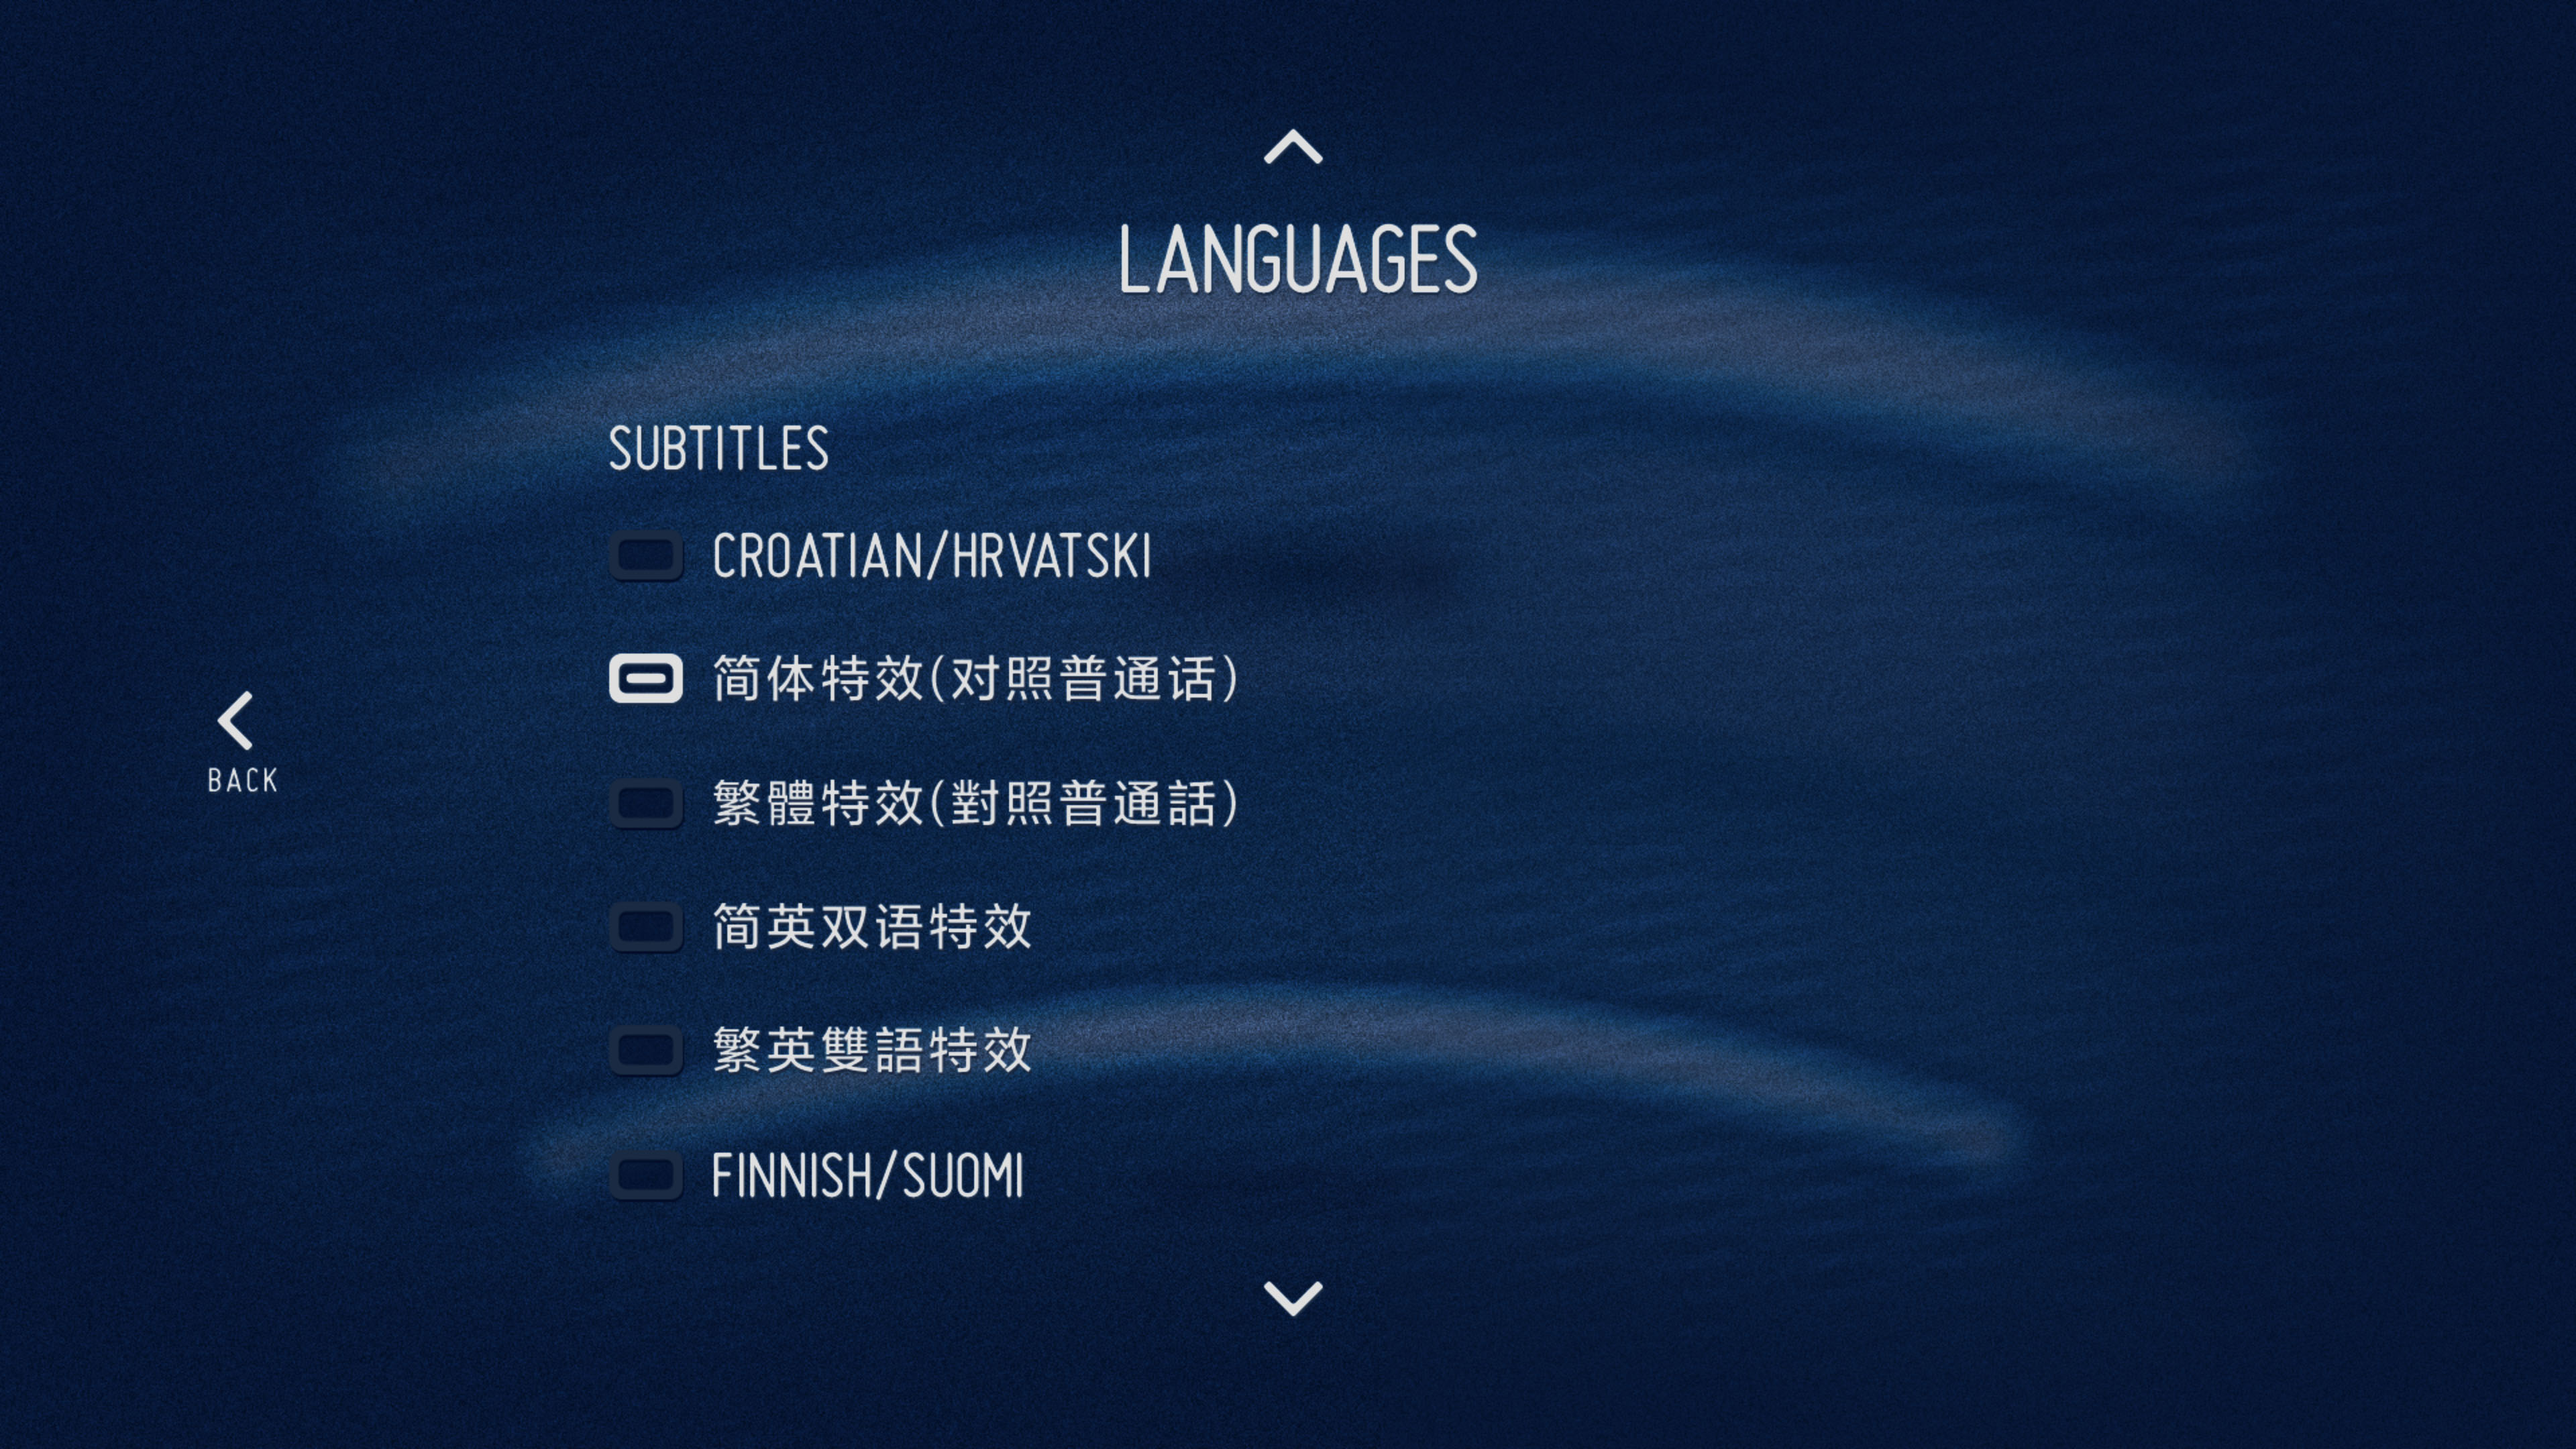 LANGUAGES
SUBTITLES
CROATIAN/HRVATSKI
简体特效(对照普通话)
繁體特效(對照普通話)
BACK
简英双语特效
繁英雙語特效
FINNISH/SUOMI